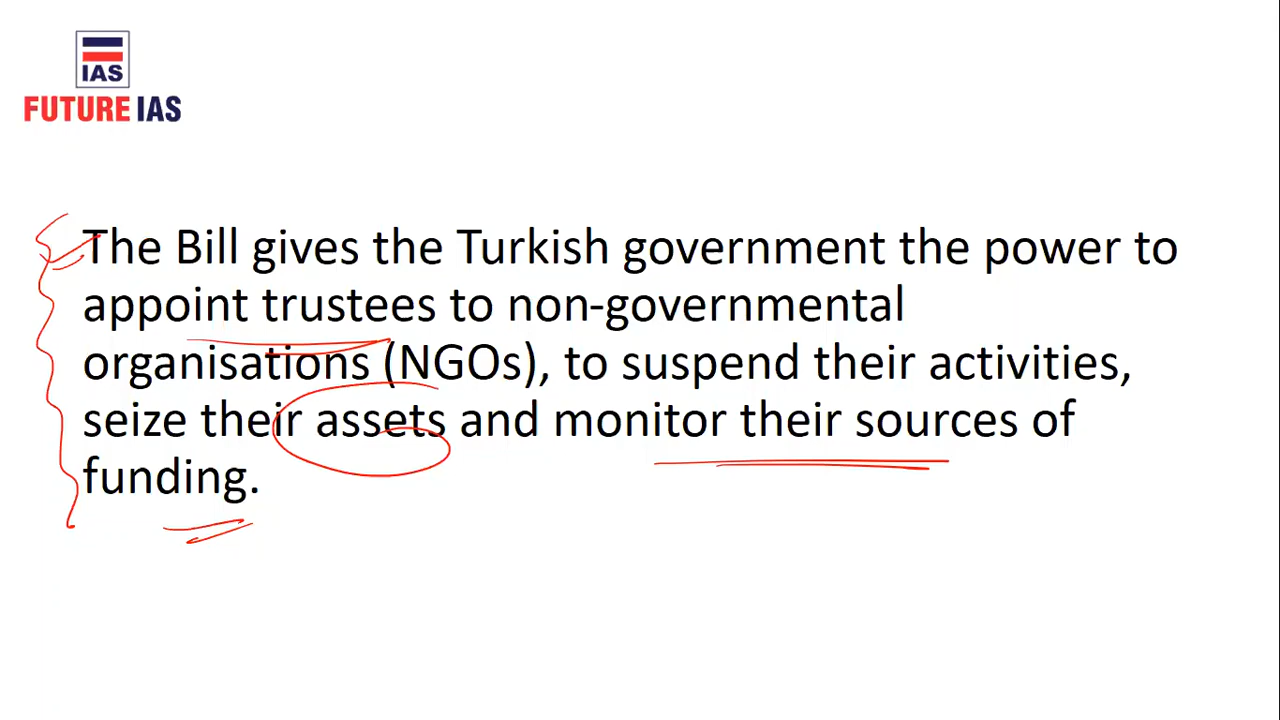 IAS
FUTURE IAS
The Bill gives the Turkish government the power to
appoint trustees to non-governmental
organisations (NGOs), to suspend their activities,
seize their assets and monitor their sources of
funding.